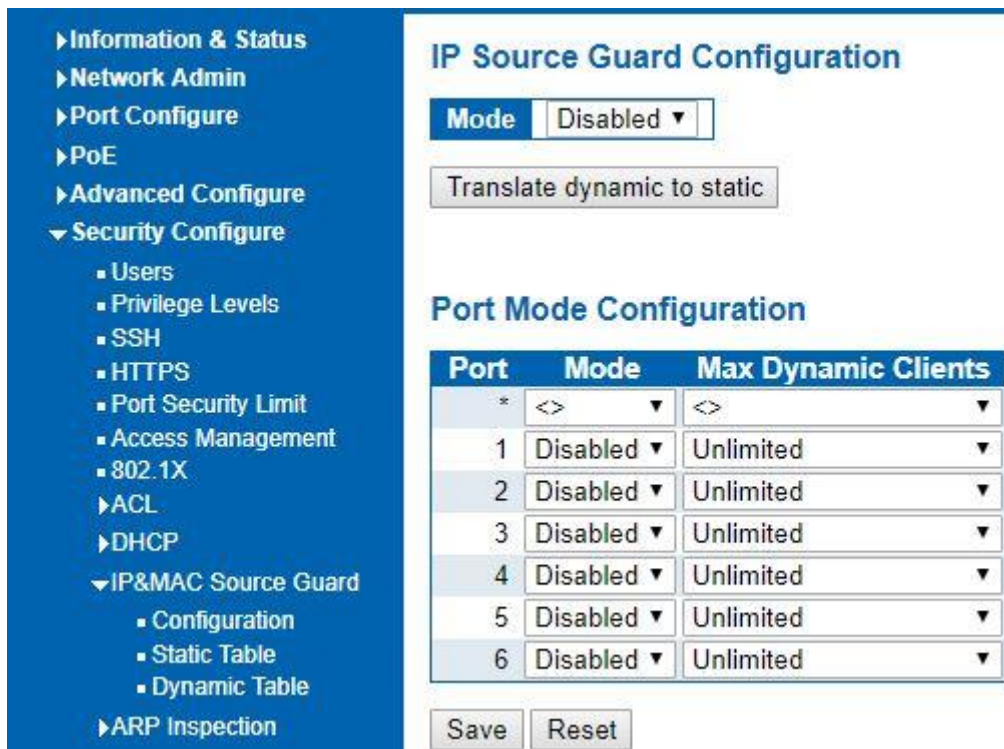 Information & Status
Network Admin
Port Configure
PoE
Advanced Configure
Security Configure
Users
Privilege Levels
SSH
HTTPS
Port Security Limit
Access Management
802.1X
ACL
DHCP
IP&MAC Source Guard
Configuration
Static Table
Dynamic Table
ARP Inspection
IP Source Guard Configuration
Mode Disabled
Translate dynamic to static
Port Mode Configuration
Port Mode Max Dynamic Clients
* <> <>
1 Disabled Unlimited
2 Disabled Unlimited
3 Disabled Unlimited
4 Disabled Unlimited
5 Disabled Unlimited
6 Disabled Unlimited
Save Reset